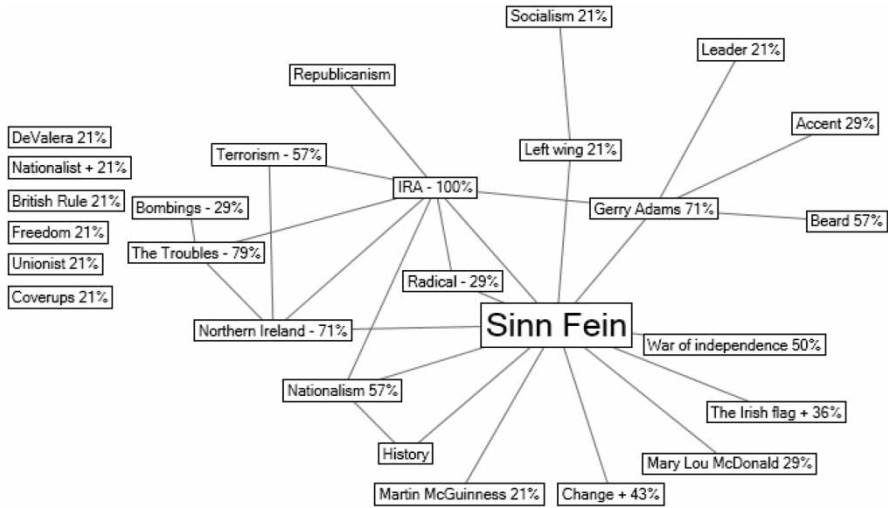 Socialism 21%
Leader 21%
Republicanism
Accent 29%
DeValera 21%
Terrorism - 57%
Left wing 21%
Nationalist + 21%
IRA - 100%
British Rule 21%
Bombings - 29%
Gerry Adams 71%
Beard 57%
Freedom 21%
The Troubles - 79%
Unionist 21%
Radical - 29%
Coverups 21%
Northern Ireland - 71%
Sinn Fein
War of independence 50%
Nationalism 57%
The Irish flag + 36%
History
Mary Lou McDonald 29%
Martin McGuinness 21%
Change + 43%